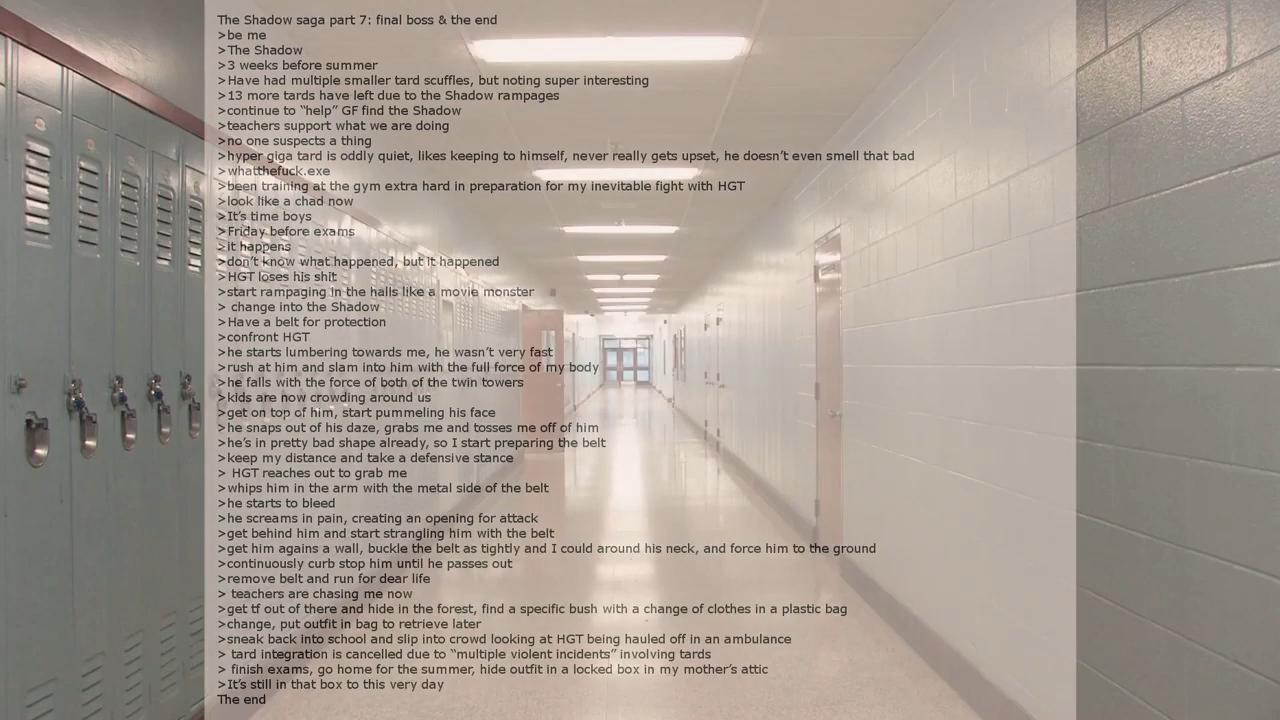 The Shadow saga part 7: final boss & the end
>be me
>The Shadow
>3 weeks before summer
>Have had multiple smaller tard scuffles, but noting super interesting
>13 more tards have left due to the Shadow rampages
>continue to “help” GF find the Shadow
>teachers support what we are doing
>no one suspects a thing
>hyper giga tard is oddly quiet, likes keeping to himself, never really gets upset, he doesn’t even smell that bad
>whatthefuck.exe
>been training at the gym extra hard in preparation for my inevitable fight with HGT
>look like a chad now
>It’s time boys
>Friday before exams
>it happens
>don’t know what happened, but it happened
>HGT loses his shit
>start rampaging in the halls like a movie monster
> change into the Shadow
>Have a belt for protection
>confront HGT
>he starts lumbering towards me, he wasn’t very fast
>rush at him and slam into him with the full force of my body
>he falls with the force of both of the twin towers
>kids are now crowding around us
>get on top of him, start pummeling his face
>he snaps out of his daze, grabs me and tosses me off of him
>he’s in pretty bad shape already, so I start preparing the belt
>keep my distance and take a defensive stance
> HGT reaches out to grab me
>whips him in the arm with the metal side of the belt
>he starts to bleed
>he screams in pain, creating an opening for attack
>get behind him and start strangling him with the belt
>get him agains a wall, buckle the belt as tightly and I could around his neck, and force him to the ground
>continuously curb stop him until he passes out
>remove belt and run for dear life
> teachers are chasing me now
>get tf out of there and hide in the forest, find a specific bush with a change of clothes in a plastic bag
>change, put outfit in bag to retrieve later
>sneak back into school and slip into crowd looking at HGT being hauled off in an ambulance
> tard integration is cancelled due to “multiple violent incidents” involving tards
> finish exams, go home for the summer, hide outfit in a locked box in my mother’s attic
>It’s still in that box to this very day
The end